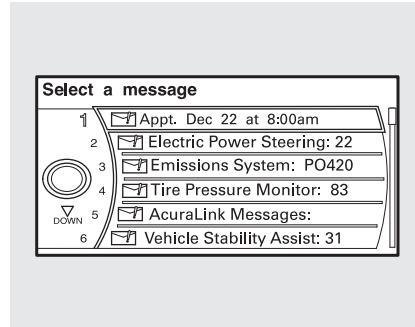 Select a message
1 Appt. Dec 22 at 8:00am
2 Electric Power Steering: 22
3 Emissions System: PO420
4 Tire Pressure Monitor: 83
DOWN 5 AcuraLink Messages:
6 Vehicle Stability Assist: 31